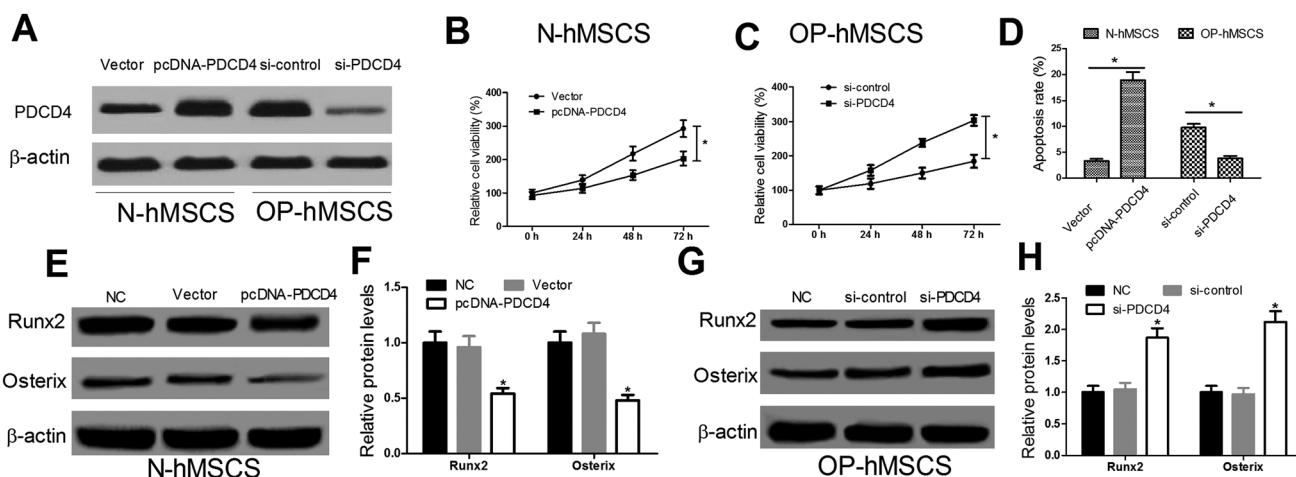 A
Vector pcDNA-PDCD4 si-control si-PDCD4
PDCD4
β-actin
N-hMSCS OP-hMSCS
B
N-hMSCS
Relative cell viability (%)
400
300
200
100
0
Vector
pcDNA-PDCD4
*
0 h 24 h 48 h 72 h
C
OP-hMSCS
Relative cell viability (%)
400
300
200
100
0
si-control
si-PDCD4
*
0 h 24 h 48 h 72 h
D
N-hMSCS OP-hMSCS
Apoptosis rate (%)
25
20
15
10
5
0
* *
Vector
pcDNA-PDCD4
si-control
si-PDCD4
E
NC Vector pcDNA-PDCD4
Runx2
Osterix
β-actin
N-hMSCS
F
NC Vector
pcDNA-PDCD4
Relative protein levels
1.5
1.0
0.5
0.0
* *
Runx2 Osterix
G
NC si-control si-PDCD4
Runx2
Osterix
β-actin
OP-hMSCS
H
NC si-control
si-PDCD4
Relative protein levels
2.5
2.0
1.5
1.0
0.5
0.0
* *
Runx2 Osterix